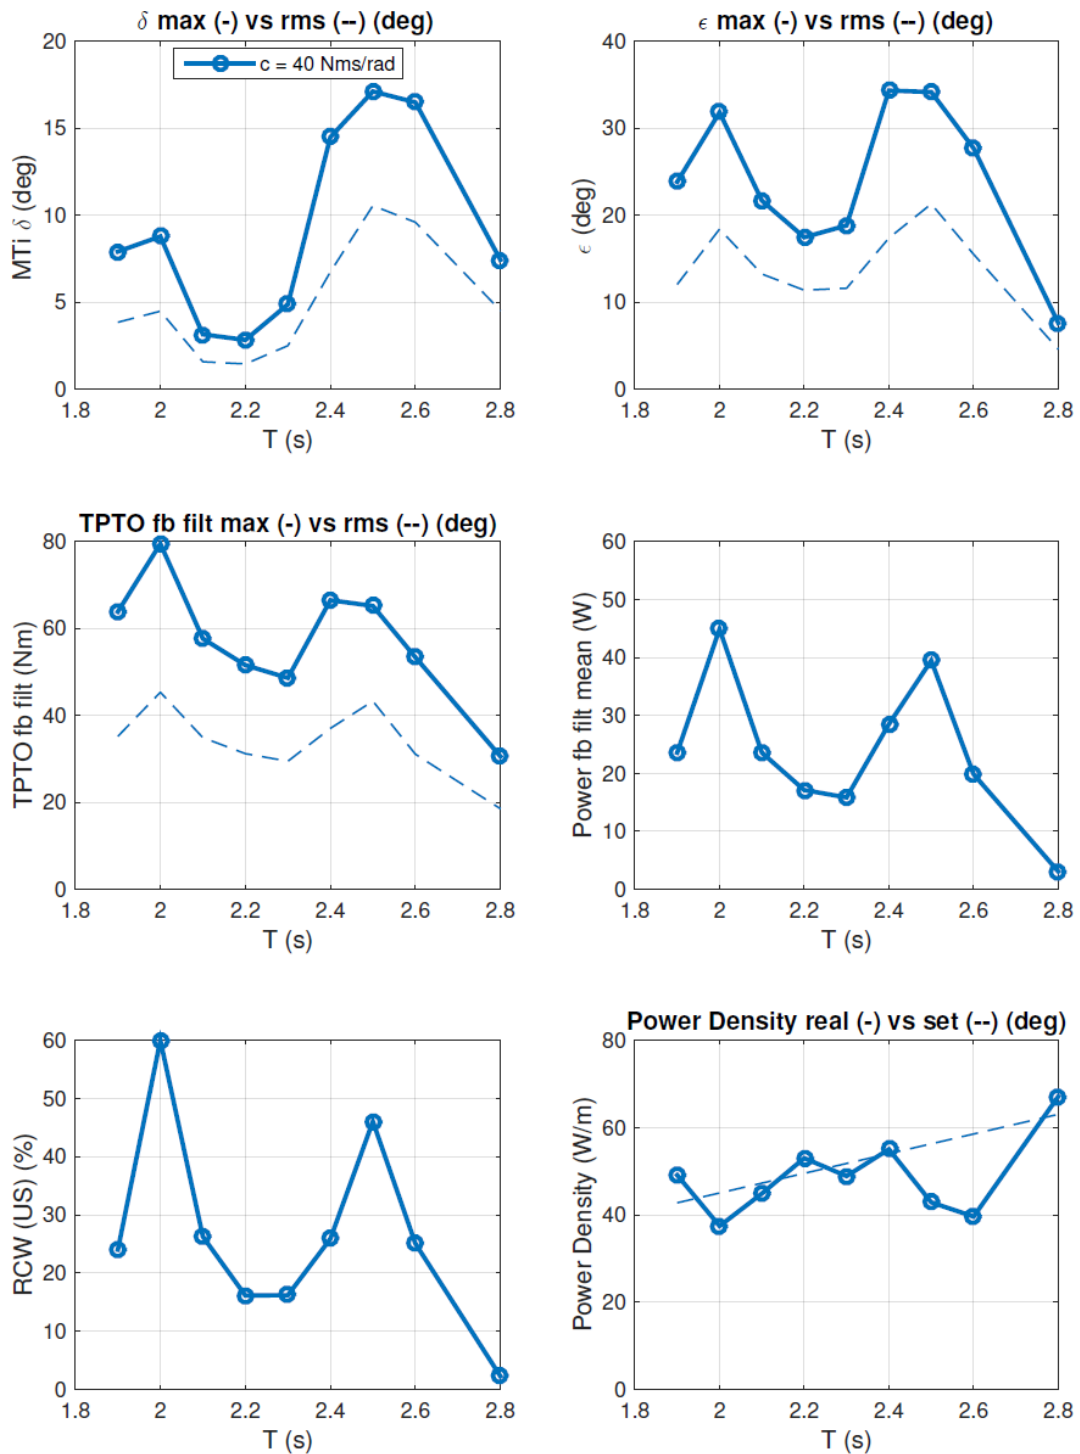 δ max (-) vs rms (--) (deg)
20
15
10
5
0
MTi δ (deg)
c = 40 Nms/rad
1.8 2 2.2 2.4 2.6 2.8
T (s)
ϵ max (-) vs rms (--) (deg)
40
30
20
10
0
ϵ (deg)
1.8 2 2.2 2.4 2.6 2.8
T (s)
TPTO fb filt max (-) vs rms (--) (deg)
80
60
40
20
0
TPTO fb filt (Nm)
1.8 2 2.2 2.4 2.6 2.8
T (s)
60
50
40
30
20
10
0
Power fb filt mean (W)
1.8 2 2.2 2.4 2.6 2.8
T (s)
60
50
40
30
20
10
0
RCW (US) (%)
1.8 2 2.2 2.4 2.6 2.8
T (s)
Power Density real (-) vs set (--) (deg)
80
60
40
20
0
Power Density (W/m)
1.8 2 2.2 2.4 2.6 2.8
T (s)